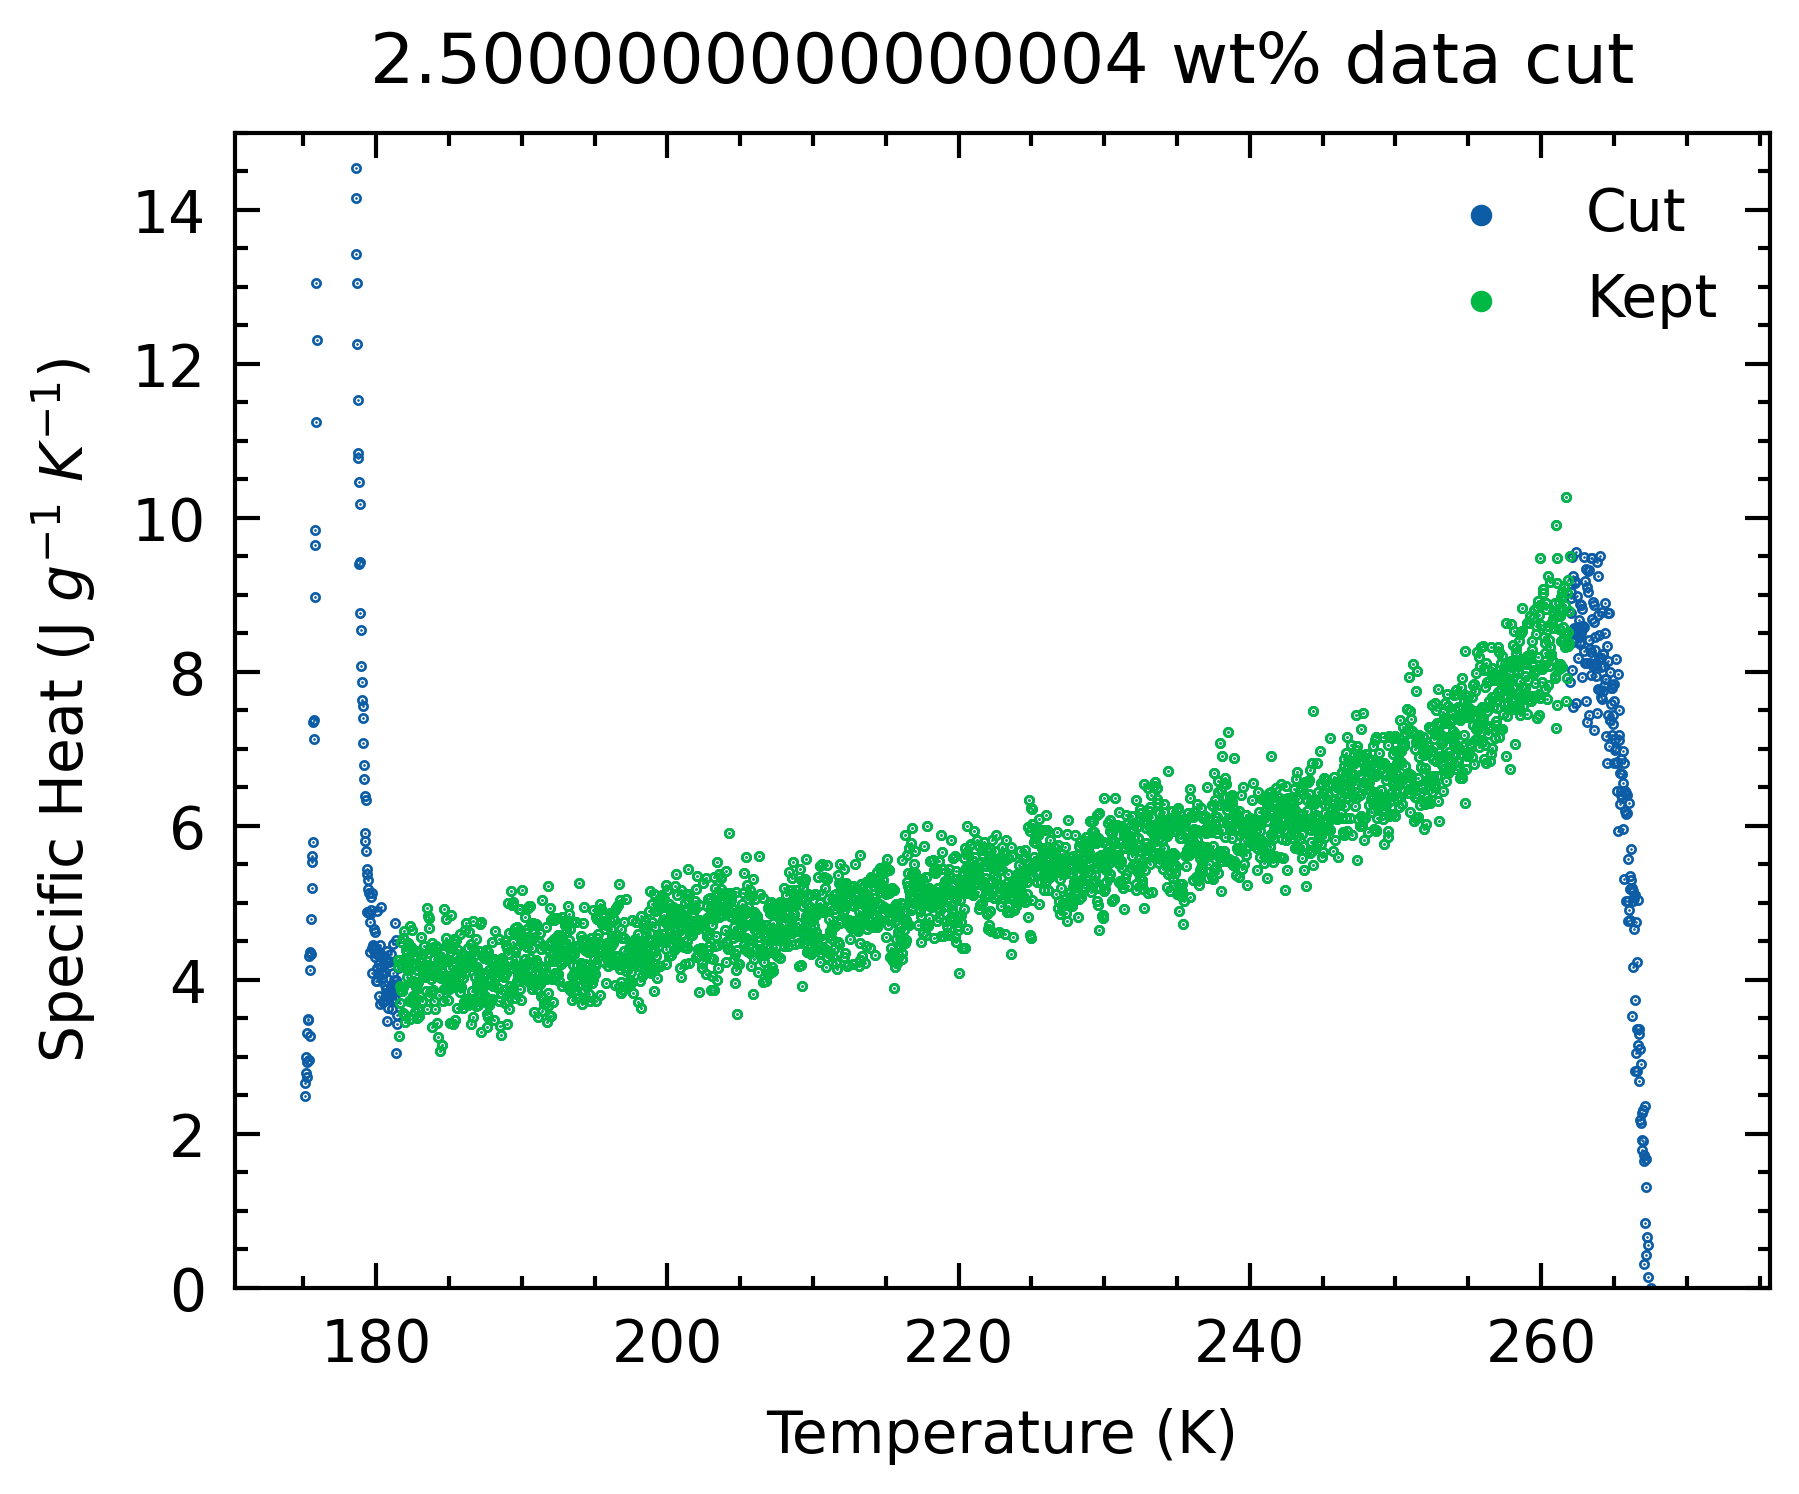 2.5000000000000004 wt% data cut
14
12
10
8
6
4
2
0
Specific Heat (J g⁻¹ K⁻¹)
Cut
Kept
180 200 220 240 260
Temperature (K)